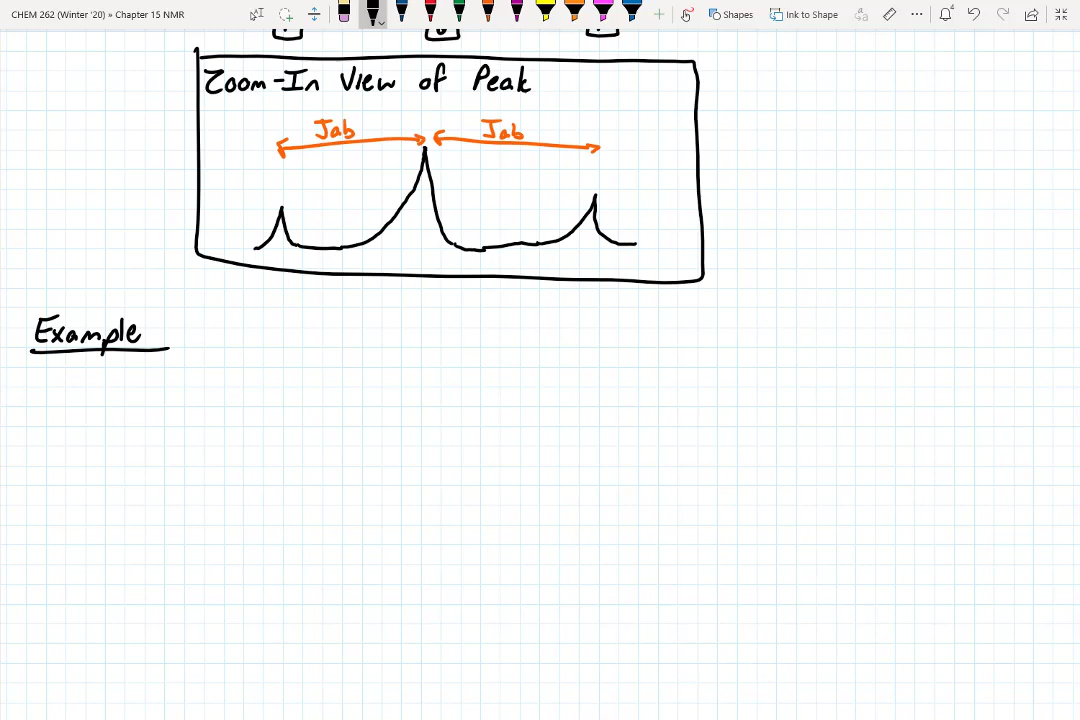 CHEM 262 (Winter '20) » Chapter 15 NMR
Shapes
Ink to Shape
4
Zoom-In View of Peak
Jab
Jab
Example